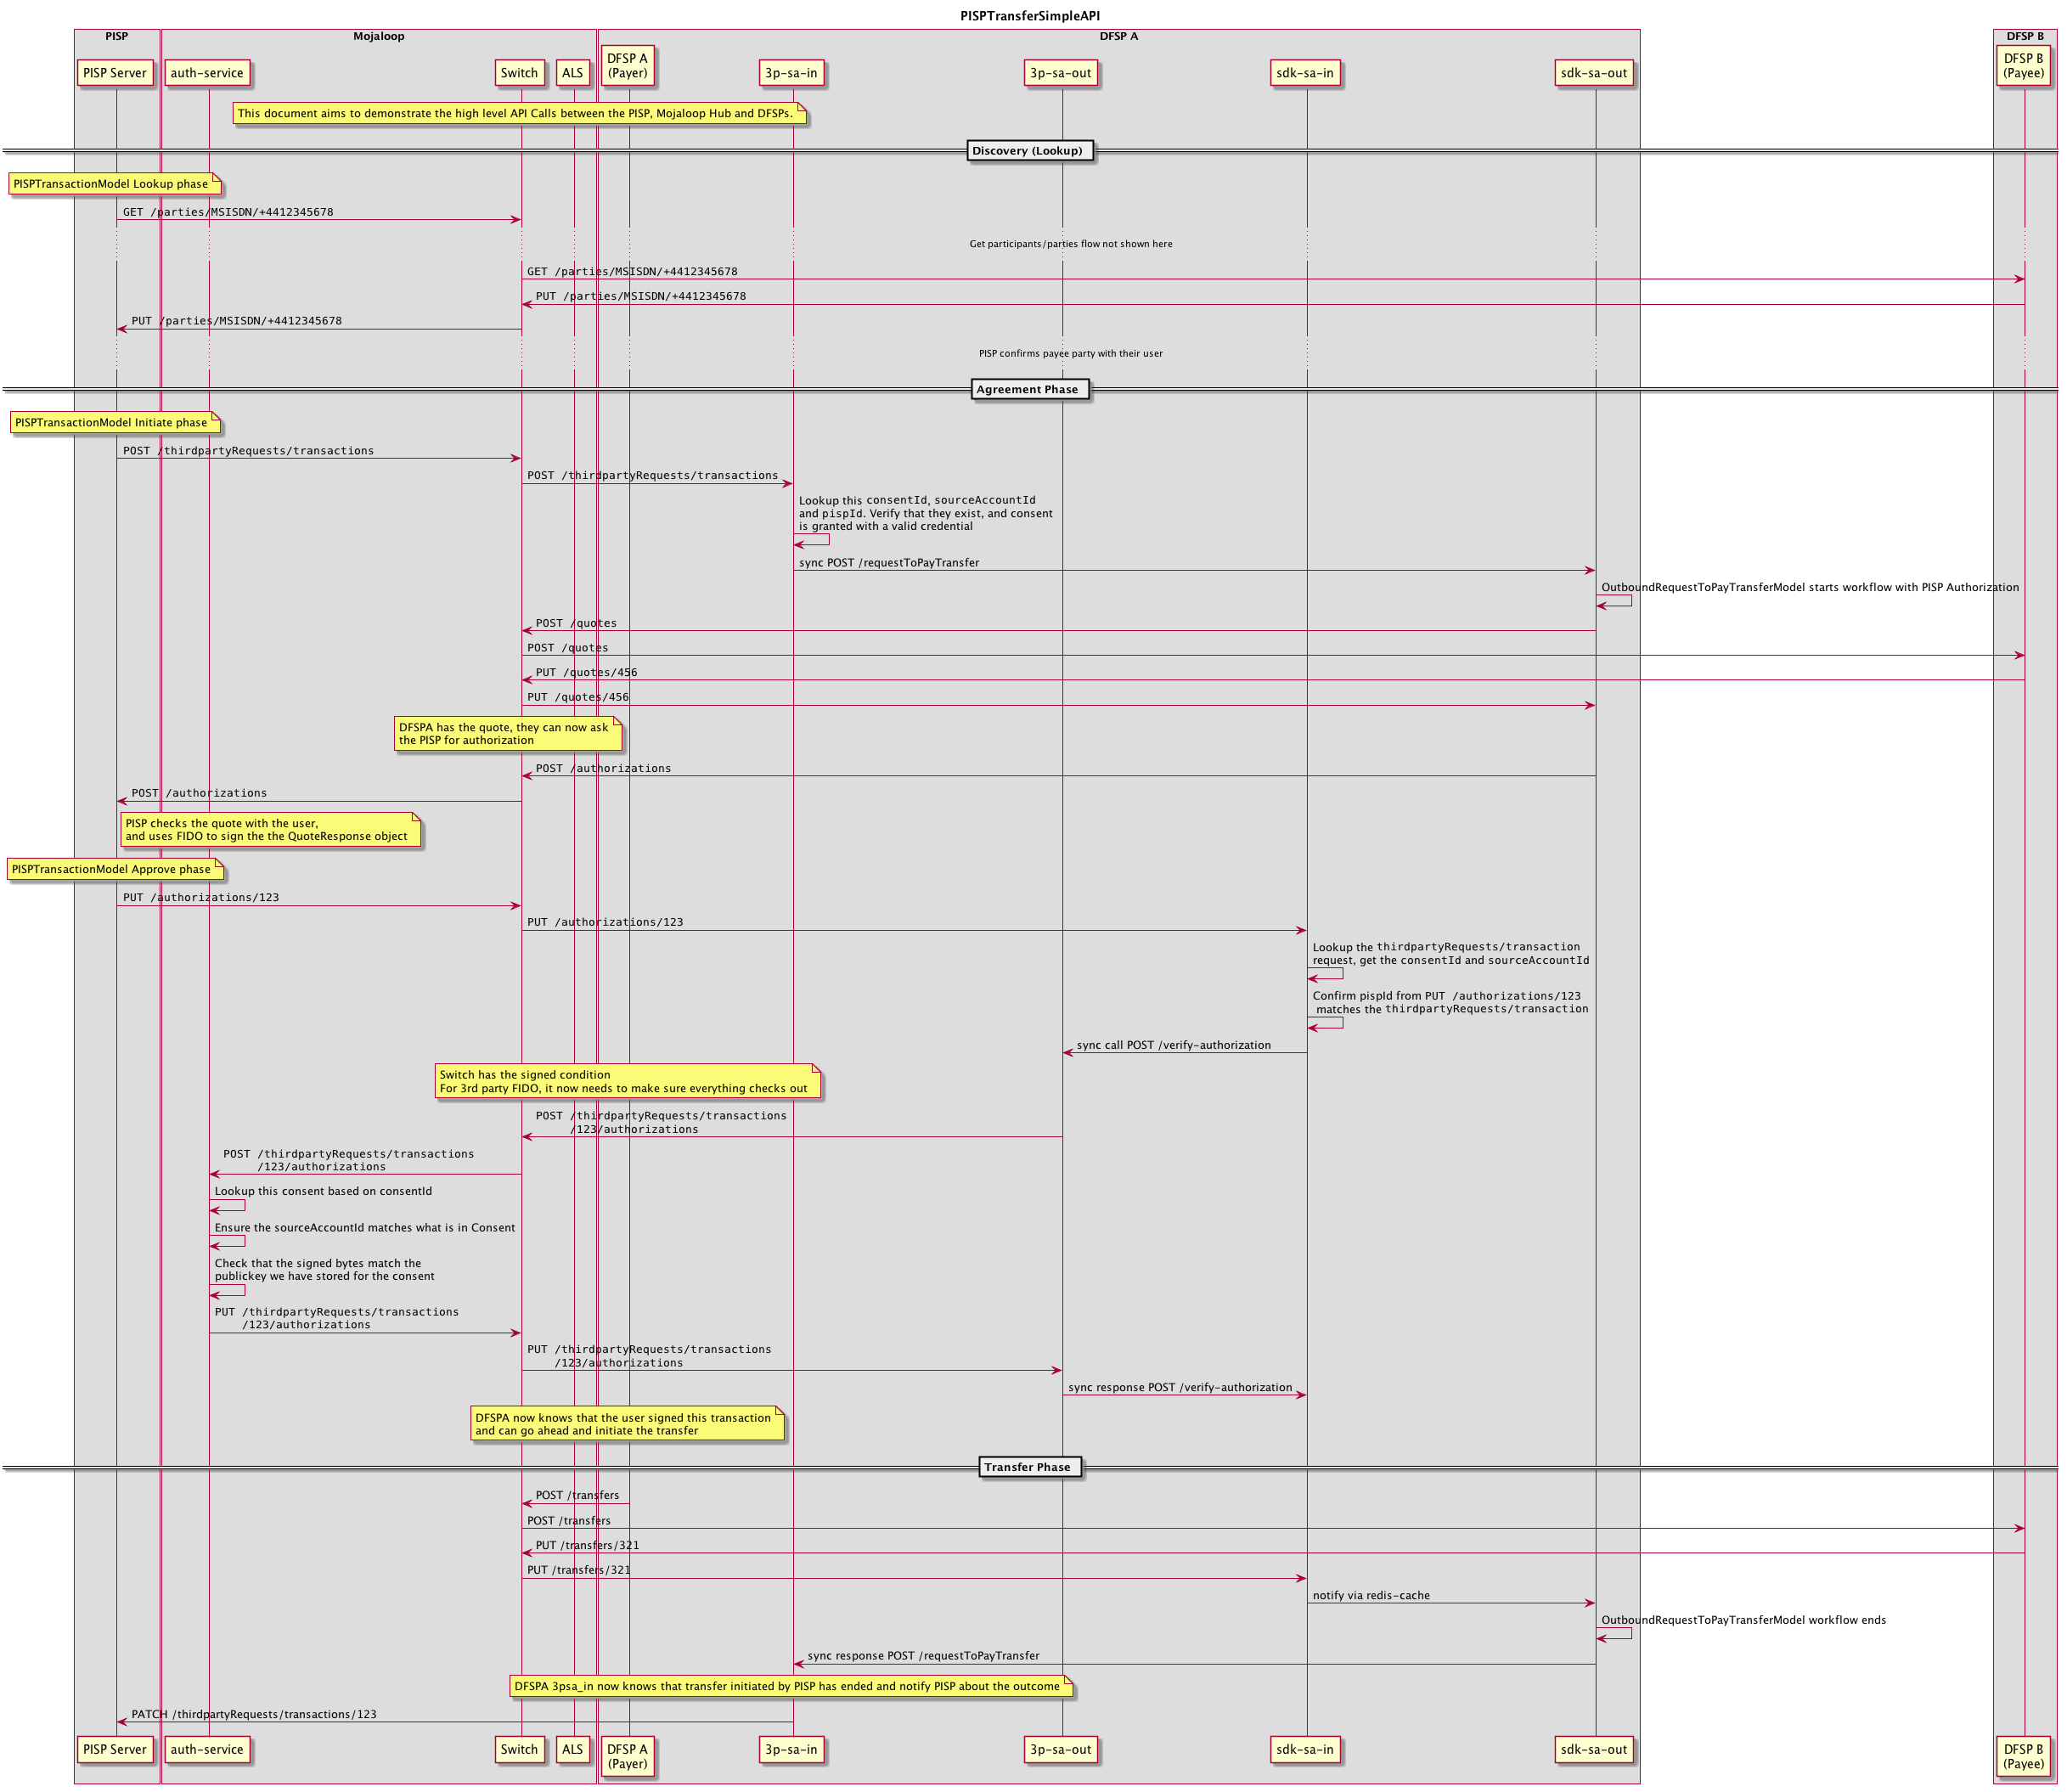 PISPTransferSimpleAPI
PISP
Mojaloop
DFSP A
DFSP B
PISP Server
auth-service
Switch
ALS
DFSP A
(Payer)
3p-sa-in
3p-sa-out
sdk-sa-in
sdk-sa-out
DFSP B
(Payee)
This document aims to demonstrate the high level API Calls between the PISP, Mojaloop Hub and DFSPs.
Discovery (Lookup)
PISPTransactionModel Lookup phase
GET /parties/MSISDN/+4412345678
Get participants/parties flow not shown here
GET /parties/MSISDN/+4412345678
PUT /parties/MSISDN/+4412345678
PUT /parties/MSISDN/+4412345678
PISP confirms payee party with their user
Agreement Phase
PISPTransactionModel Initiate phase
POST /thirdpartyRequests/transactions
POST /thirdpartyRequests/transactions
Lookup this consentId, sourceAccountId
and pispId. Verify that they exist, and consent
is granted with a valid credential
sync POST /requestToPayTransfer
OutboundRequestToPayTransferModel starts workflow with PISP Authorization
POST /quotes
POST /quotes
PUT /quotes/456
PUT /quotes/456
DFSPA has the quote, they can now ask
the PISP for authorization
POST /authorizations
POST /authorizations
PISP checks the quote with the user,
and uses FIDO to sign the the QuoteResponse object
PISPTransactionModel Approve phase
PUT /authorizations/123
PUT /authorizations/123
Lookup the thirdpartyRequests/transaction
request, get the consentId and sourceAccountId
Confirm pispId from PUT /authorizations/123
matches the thirdpartyRequests/transaction
sync call POST /verify-authorization
Switch has the signed condition
For 3rd party FIDO, it now needs to make sure everything checks out
POST /thirdpartyRequests/transactions
/123/authorizations
POST /thirdpartyRequests/transactions
/123/authorizations
Lookup this consent based on consentId
Ensure the sourceAccountId matches what is in Consent
Check that the signed bytes match the
publickey we have stored for the consent
PUT /thirdpartyRequests/transactions
/123/authorizations
PUT /thirdpartyRequests/transactions
/123/authorizations
sync response POST /verify-authorization
DFSPA now knows that the user signed this transaction
and can go ahead and initiate the transfer
Transfer Phase
POST /transfers
POST /transfers
PUT /transfers/321
PUT /transfers/321
notify via redis-cache
OutboundRequestToPayTransferModel workflow ends
sync response POST /requestToPayTransfer
DFSPA 3psa_in now knows that transfer initiated by PISP has ended and notify PISP about the outcome
PATCH /thirdpartyRequests/transactions/123
PISP Server
auth-service
Switch
ALS
DFSP A
(Payer)
3p-sa-in
3p-sa-out
sdk-sa-in
sdk-sa-out
DFSP B
(Payee)